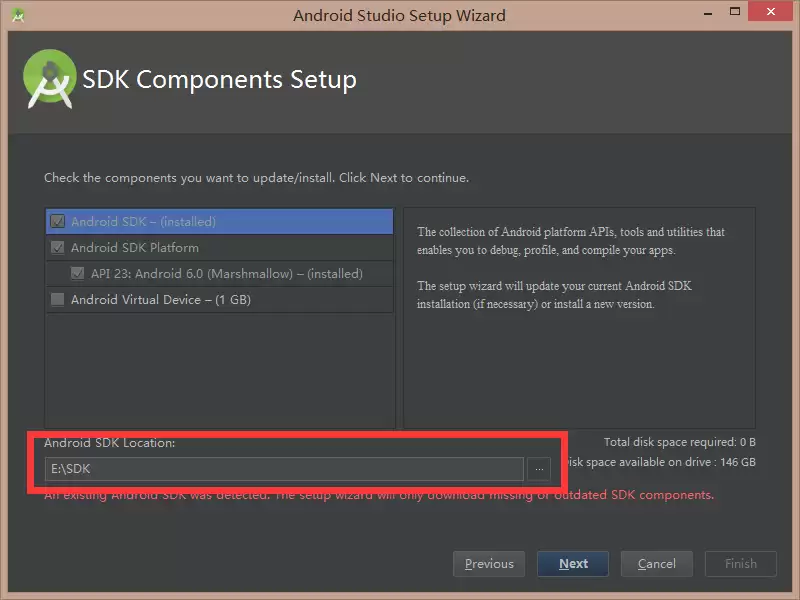 Android Studio Setup Wizard
SDK Components Setup
Check the components you want to update/install. Click Next to continue.
Android SDK – (installed)
Android SDK Platform
API 23: Android 6.0 (Marshmallow) – (installed)
Android Virtual Device – (1 GB)
The collection of Android platform APIs, tools and utilities that
enables you to debug, profile, and compile your apps.
The setup wizard will update your current Android SDK
installation (if necessary) or install a new version.
Android SDK Location:
E:\SDK
...
Total disk space required: 0 B
space available on drive : 146 GB
An existing Android SDK was detected. The setup wizard will only download missing or outdated SDK components.
Previous
Next
Cancel
Finish